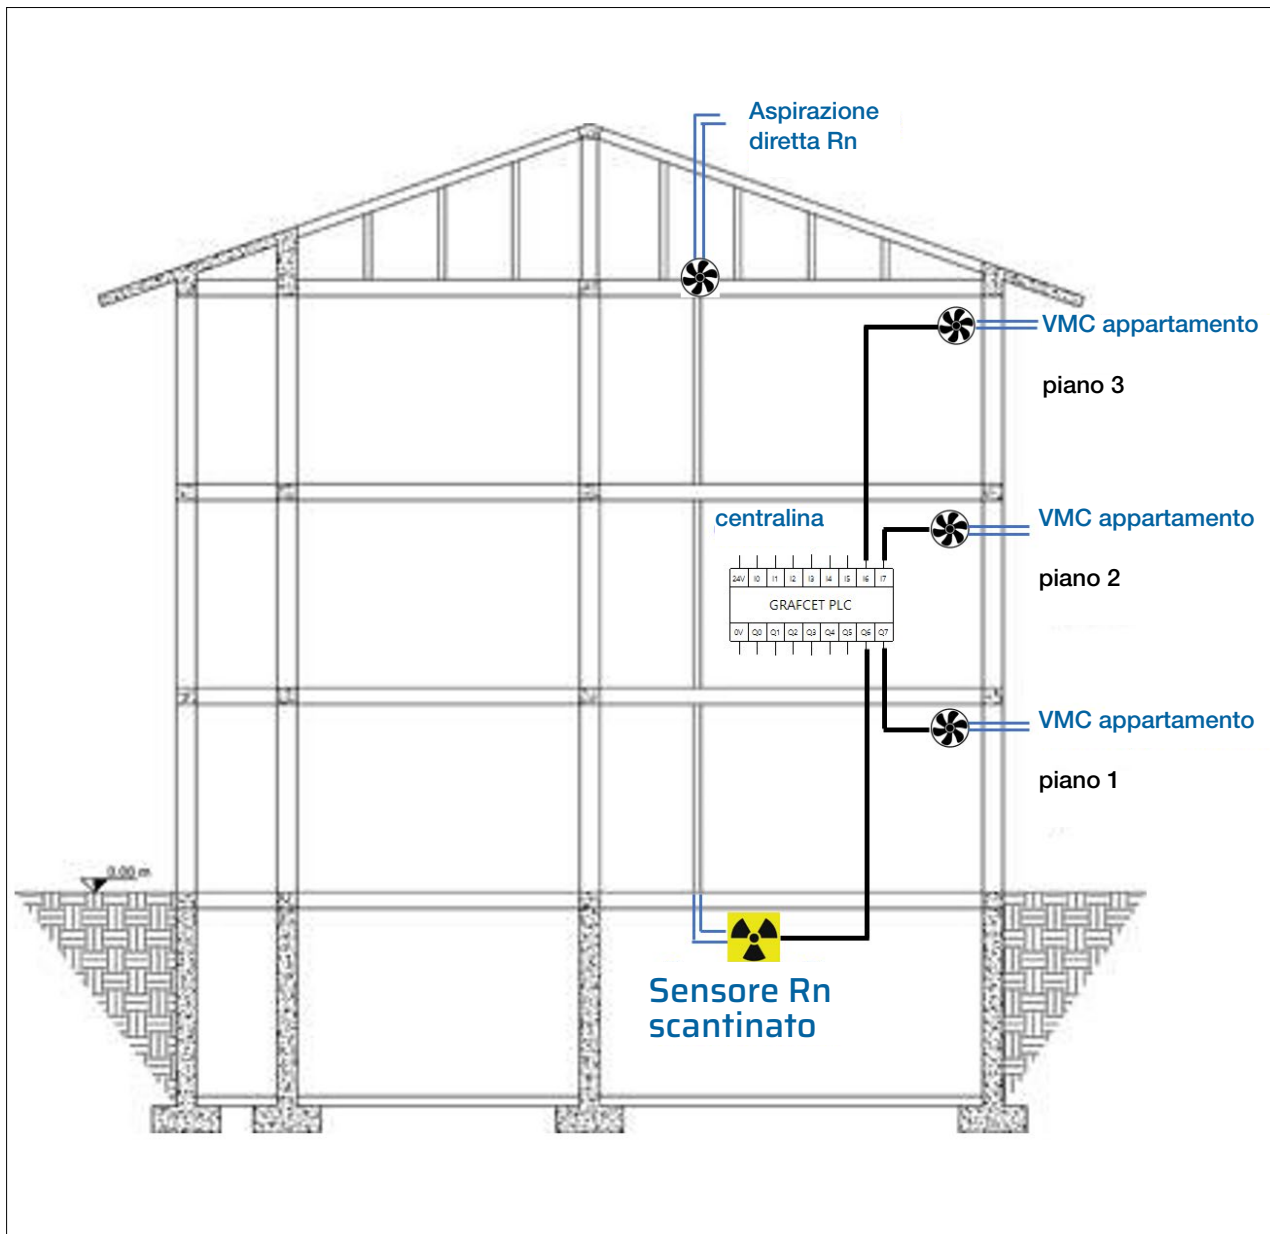 Aspirazione
diretta Rn
VMC appartamento
piano 3
centralina
VMC appartamento
piano 2
24V I0 I1 I2 I3 I4 I5 I6 I7
GRAFCET PLC
0V Q0 Q1 Q2 Q3 Q4 Q5 Q6 Q7
VMC appartamento
piano 1
0.00 m
Sensore Rn
scantinato